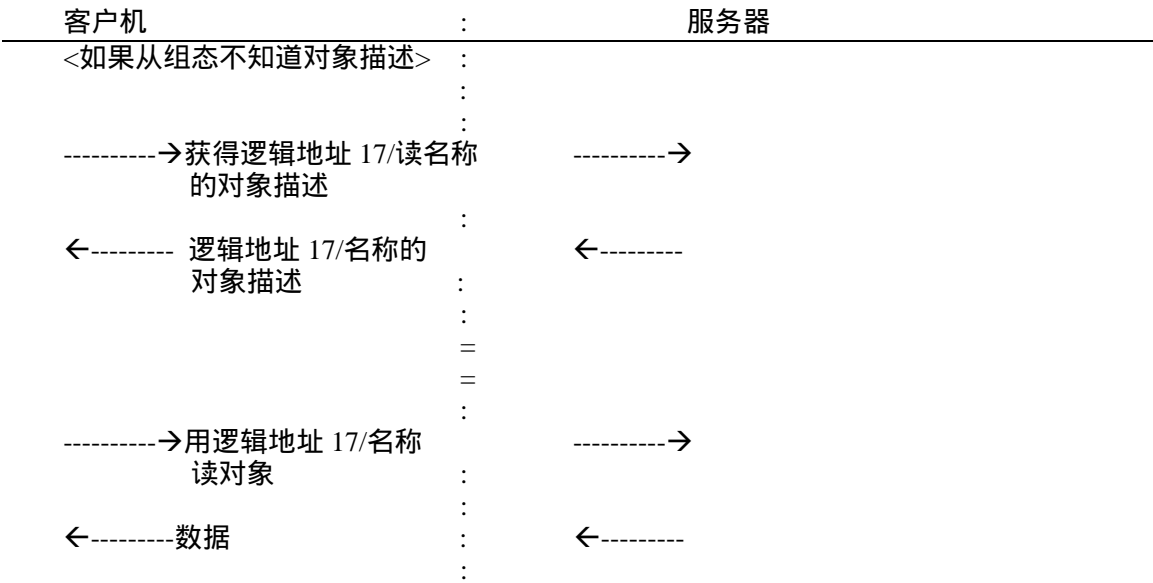 客户机 : 服务器
<如果从组态不知道对象描述> :
:
:
----------→获得逻辑地址 17/读名称 ----------→
的对象描述
:
←--------- 逻辑地址 17/名称的 ←---------
对象描述 :
:
=
=
:
----------→用逻辑地址 17/名称 ----------→
读对象 :
:
←---------数据 : ←---------
: